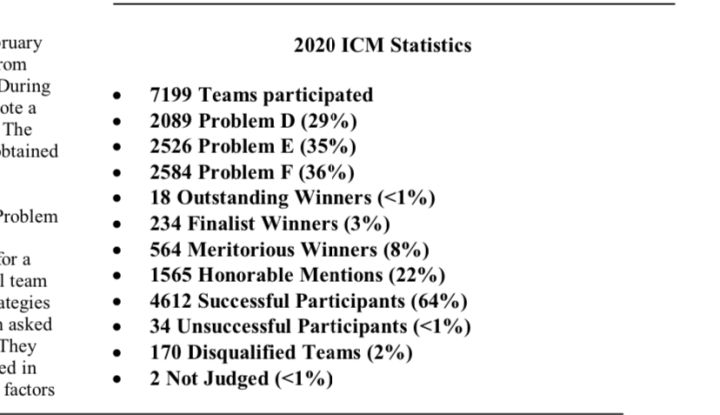 ruary
rom
During
ote a
The
btained
Problem
for a
l team
ategies
asked
They
ed in
factors
2020 ICM Statistics
• 7199 Teams participated
• 2089 Problem D (29%)
• 2526 Problem E (35%)
• 2584 Problem F (36%)
• 18 Outstanding Winners (<1%)
• 234 Finalist Winners (3%)
• 564 Meritorious Winners (8%)
• 1565 Honorable Mentions (22%)
• 4612 Successful Participants (64%)
• 34 Unsuccessful Participants (<1%)
• 170 Disqualified Teams (2%)
• 2 Not Judged (<1%)